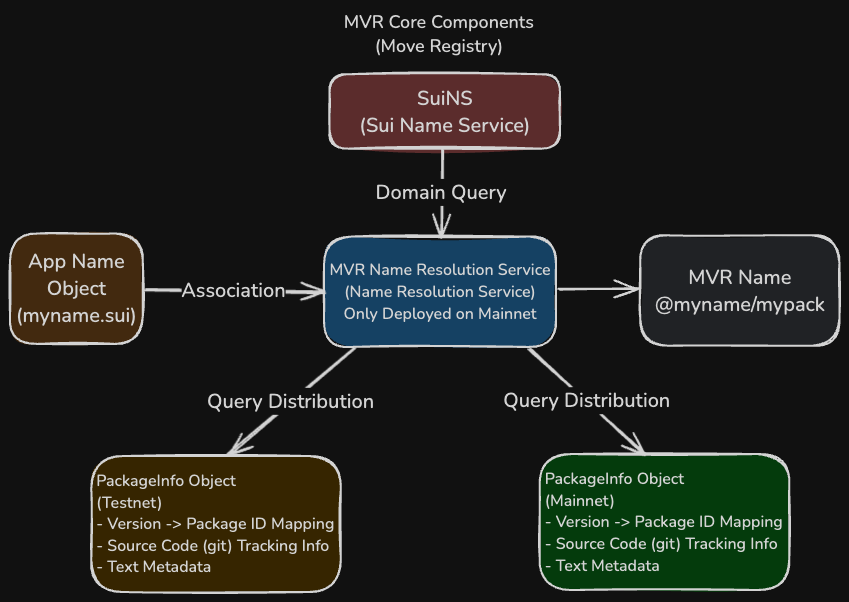 MVR Core Components
(Move Registry)
SuiNS
(Sui Name Service)
Domain Query
App Name
Object
(myname.sui)
Association
MVR Name Resolution Service
(Name Resolution Service)
Only Deployed on Mainnet
MVR Name
@myname/mypack
Query Distribution
Query Distribution
PackageInfo Object
(Testnet)
- Version -> Package ID Mapping
- Source Code (git) Tracking Info
- Text Metadata
PackageInfo Object
(Mainnet)
- Version -> Package ID Mapping
- Source Code (git) Tracking Info
- Text Metadata